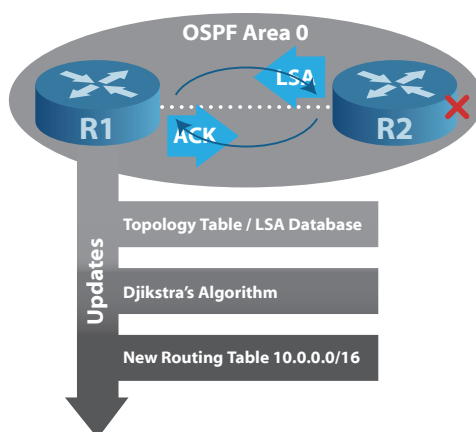 OSPF Area 0
LSA
R1
R2
ACK
Updates
Topology Table / LSA Database
Djikstra's Algorithm
New Routing Table 10.0.0.0/16